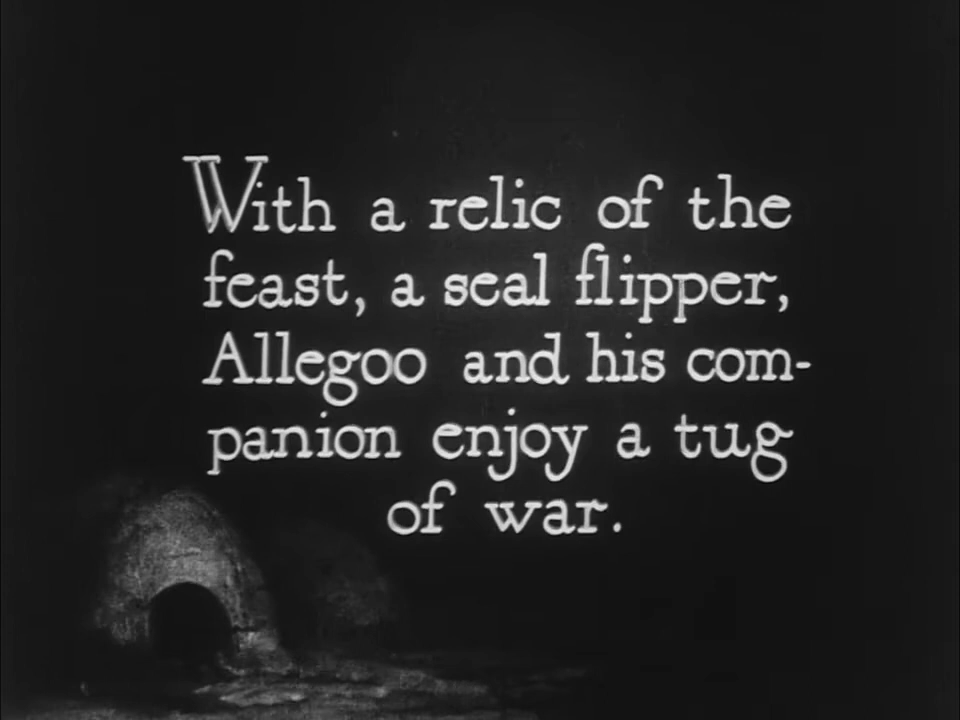 With a relic of the
feast, a seal flipper,
Allegoo and his com-
panion enjoy a tug
of war.